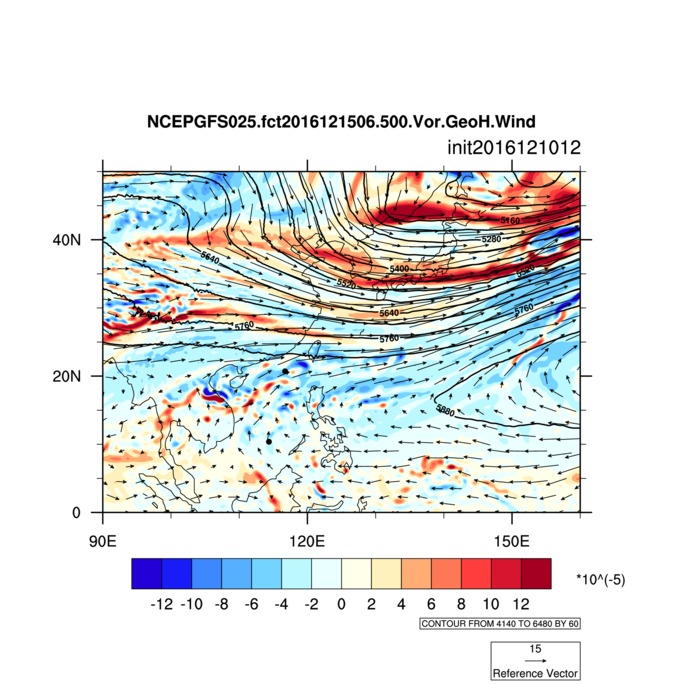 NCEPGFS025.fct2016121506.500.Vor.GeoH.Wind
init2016121012
40N
20N
0
90E 120E 150E
5160
5280
5400
5520
5520
5640
5640
5760
5760
5760
5880
-12 -10 -8 -6 -4 -2 0 2 4 6 8 10 12
*10^(-5)
CONTOUR FROM 4140 TO 6480 BY 60
15
Reference Vector